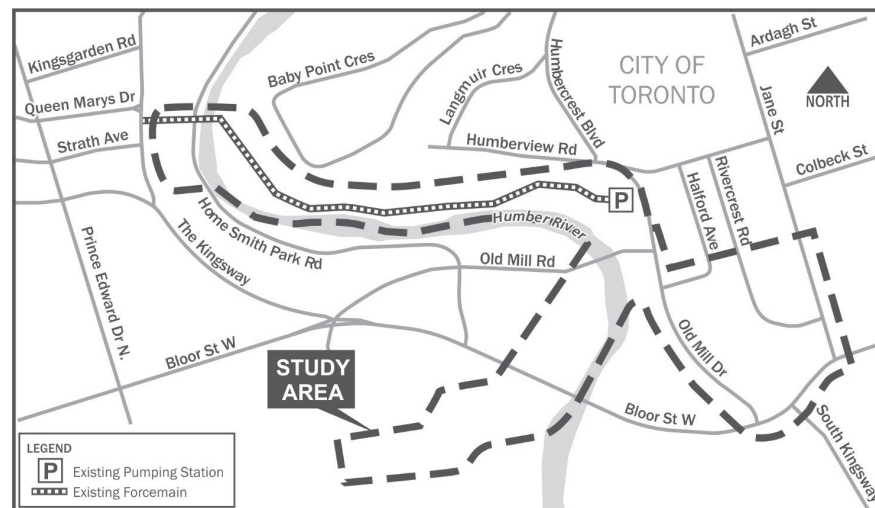 Kingsgarden Rd
Queen Marys Dr
Strath Ave
Prince Edward Dr N.
The Kingsway
Home Smith Park Rd
Bloor St W
Baby Point Cres
Langmuir Cres
Humbercrest Blvd
Humberview Rd
CITY OF
TORONTO
Ardagh St
Jane St
NORTH
Colbeck St
Rivercrest Rd
Halford Ave
P
Humber River
Old Mill Rd
Old Mill Dr
Bloor St W
South Kingsway
STUDY
AREA
LEGEND
P Existing Pumping Station
Existing Forcemain